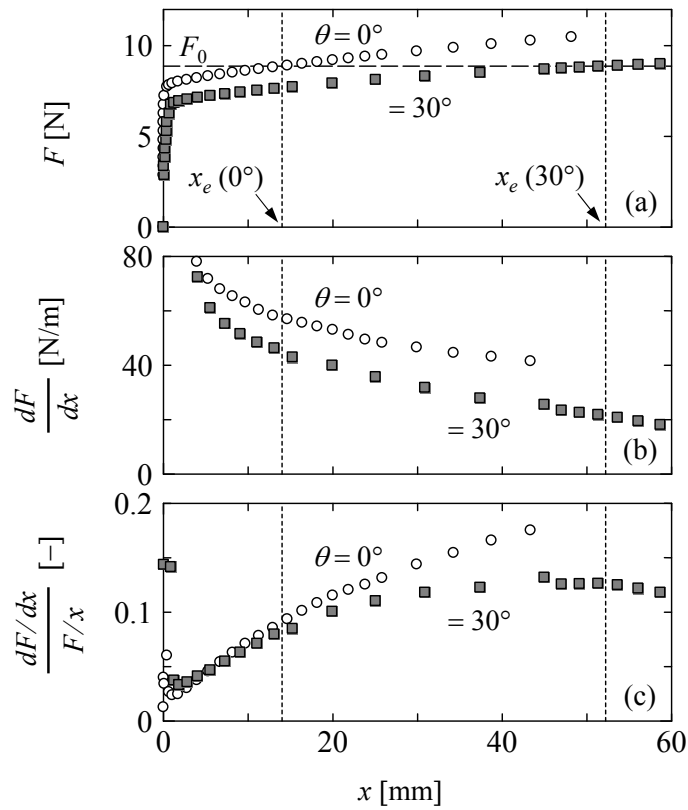 10
5
0
F [N]
F₀
θ = 0°
= 30°
xₑ (0°)
xₑ (30°)
(a)
80
40
0
dF/dx [N/m]
θ = 0°
= 30°
(b)
0.2
0.1
0
dF/dx / F/x [−]
θ = 0°
= 30°
(c)
0 20 40 60
x [mm]